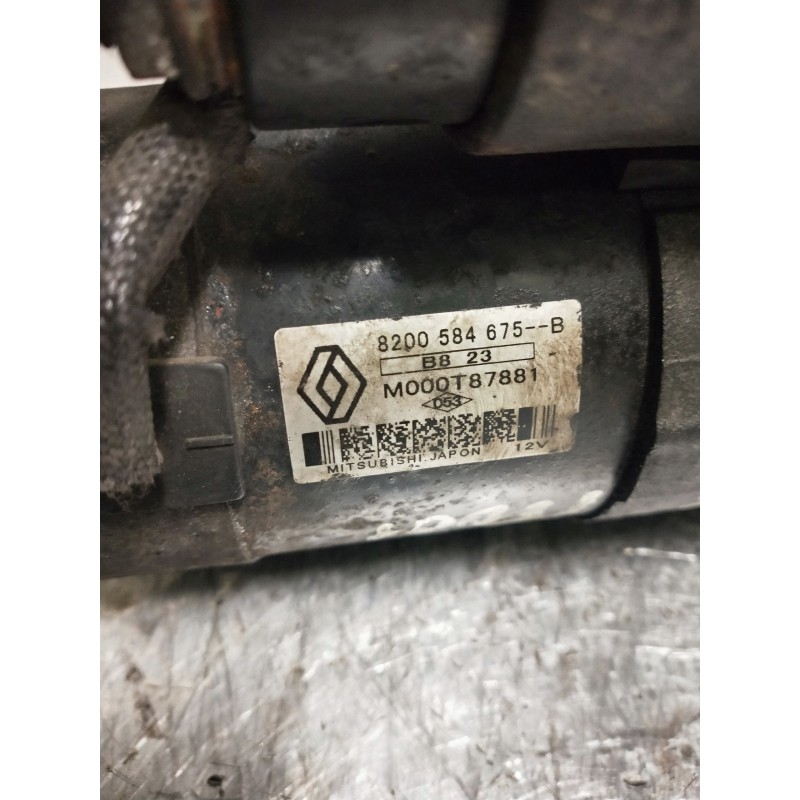 8200 584 675--B
B8 23
M000T87881
053
MITSUBISHI JAPON 12V